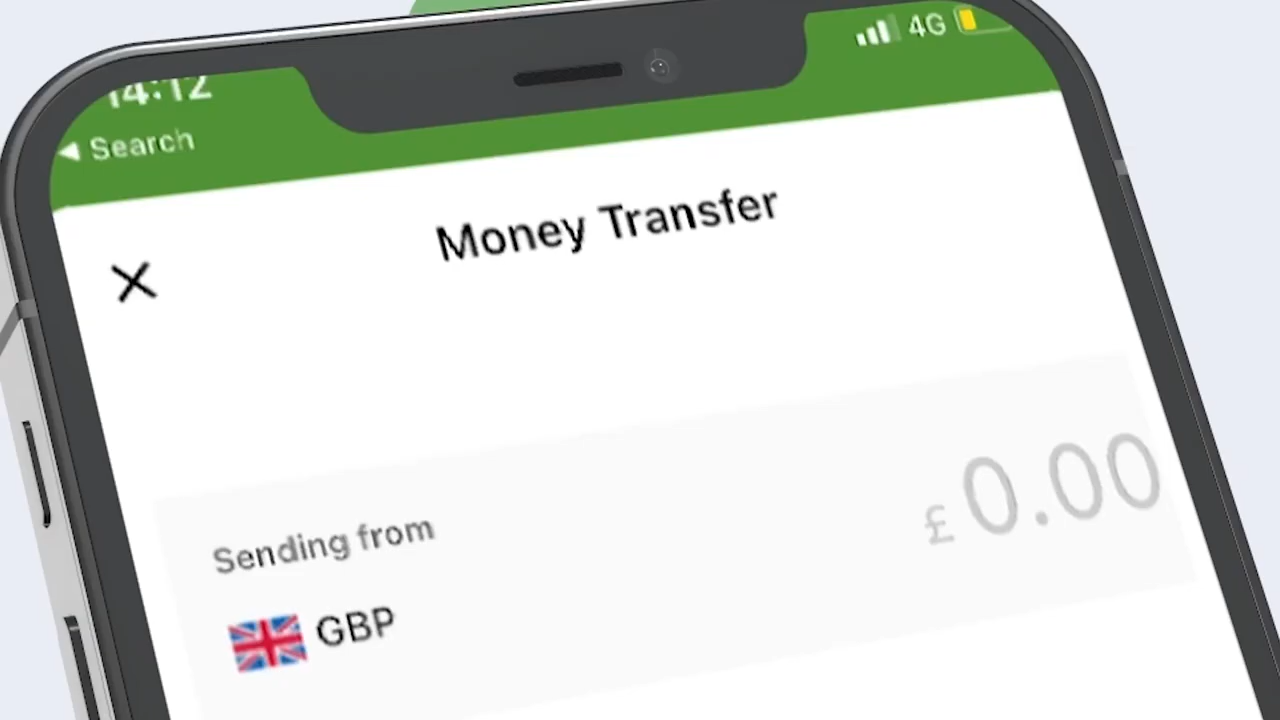 14:12
4G
◀ Search
Money Transfer
Sending from
£ 0.00
GBP